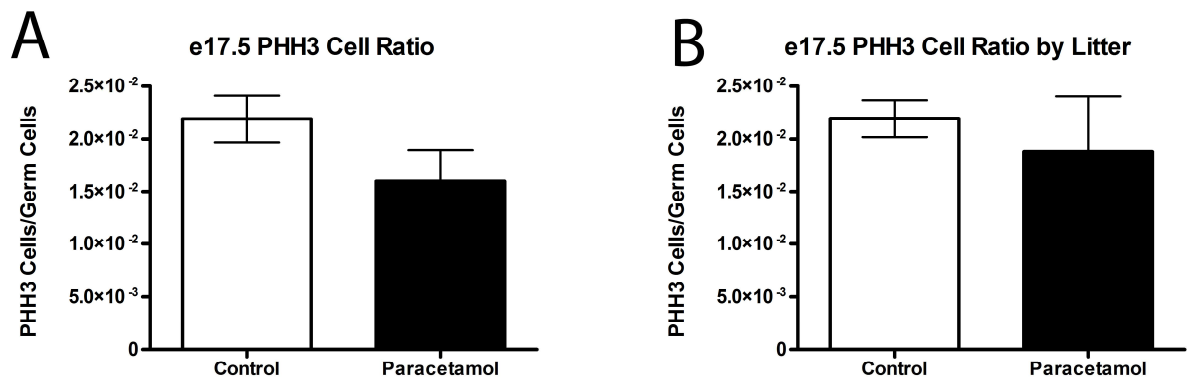 A
e17.5 PHH3 Cell Ratio
PHH3 Cells/Germ Cells
2.5×10⁻²
2.0×10⁻²
1.5×10⁻²
1.0×10⁻²
5.0×10⁻³
0
Control Paracetamol
B
e17.5 PHH3 Cell Ratio by Litter
PHH3 Cells/Germ Cells
2.5×10⁻²
2.0×10⁻²
1.5×10⁻²
1.0×10⁻²
5.0×10⁻³
0
Control Paracetamol